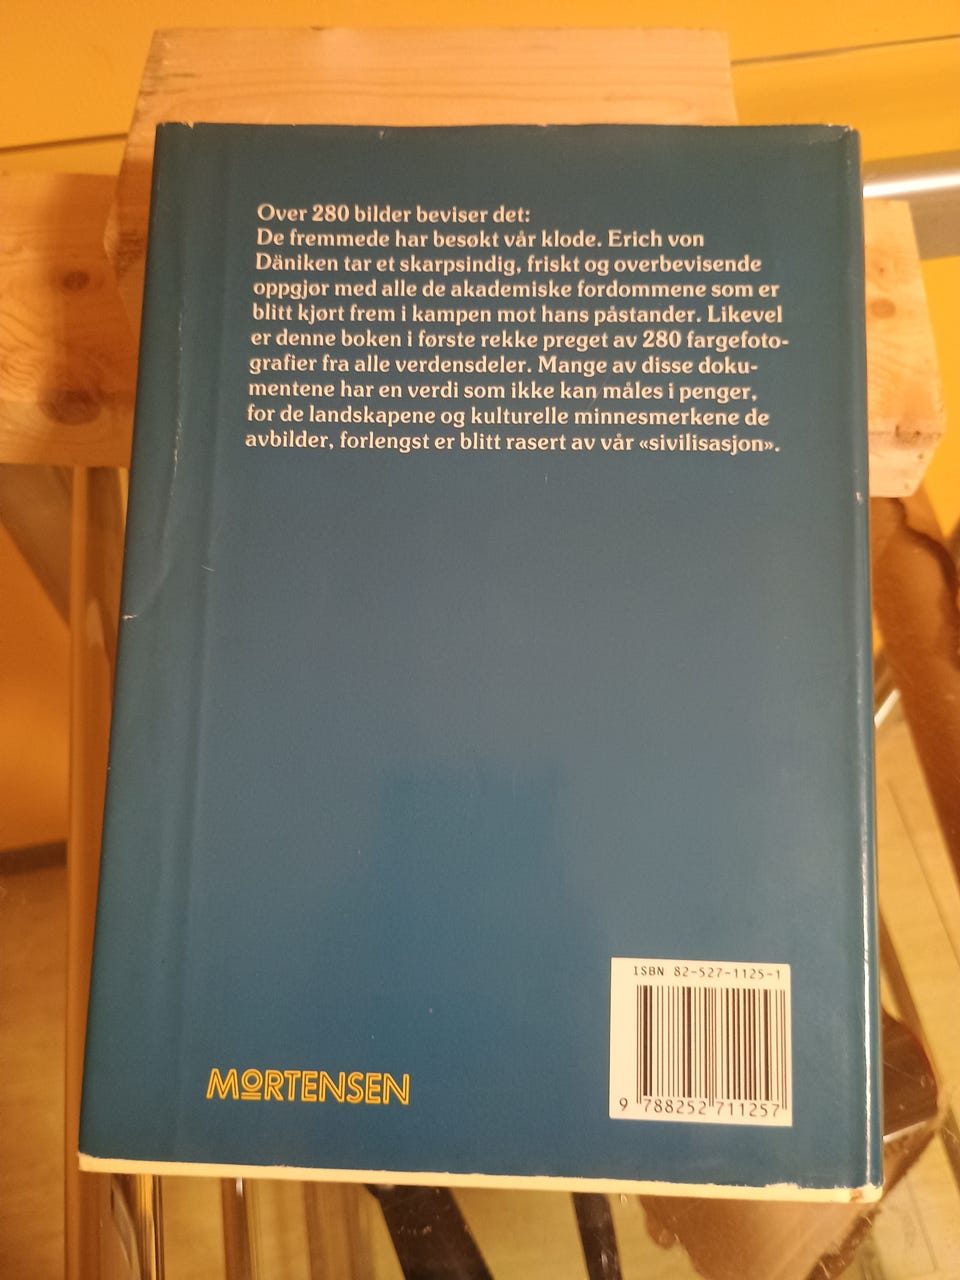 Over 280 bilder beviser det:
De fremmede har besøkt vår klode. Erich von
Däniken tar et skarpsindig, friskt og overbevisende
oppgjør med alle de akademiske fordommene som er
blitt kjørt frem i kampen mot hans påstander. Likevel
er denne boken i første rekke preget av 280 fargefoto-
grafier fra alle verdensdeler. Mange av disse doku-
mentene har en verdi som ikke kan måles i penger,
for de landskapene og kulturelle minnesmerkene de
avbilder, forlengst er blitt rasert av vår «sivilisasjon».
ISBN 82-527-1125-1
9 788252 711257
MORTENSEN